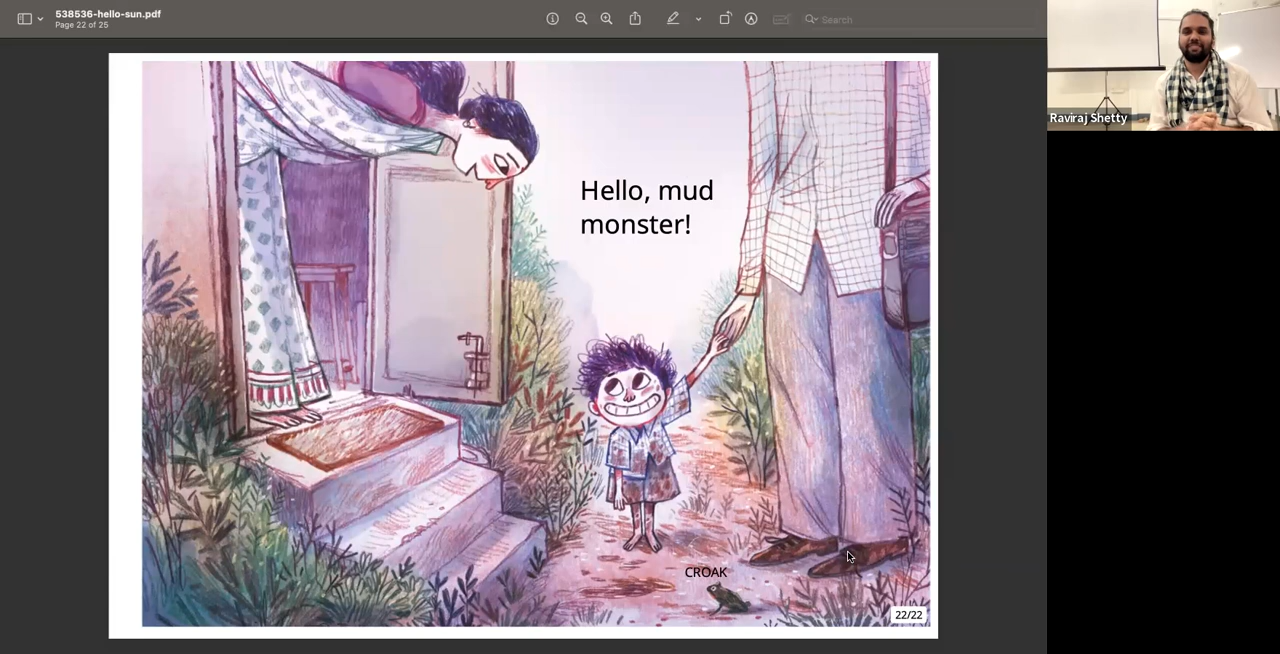 538536-hello-sun.pdf
Page 22 of 25
Search
Raviraj Shetty
Hello, mud
monster!
CROAK
22/22